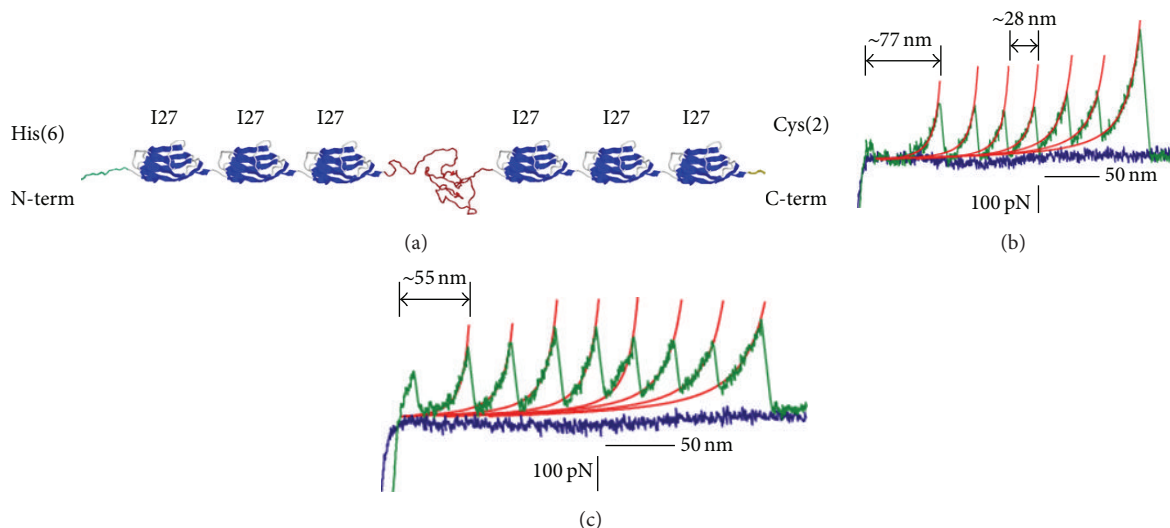 I27 I27 I27 I27 I27 I27
His(6) Cys(2)
N-term C-term
(a)
~77 nm
~28 nm
50 nm
100 pN
(b)
~55 nm
50 nm
100 pN
(c)